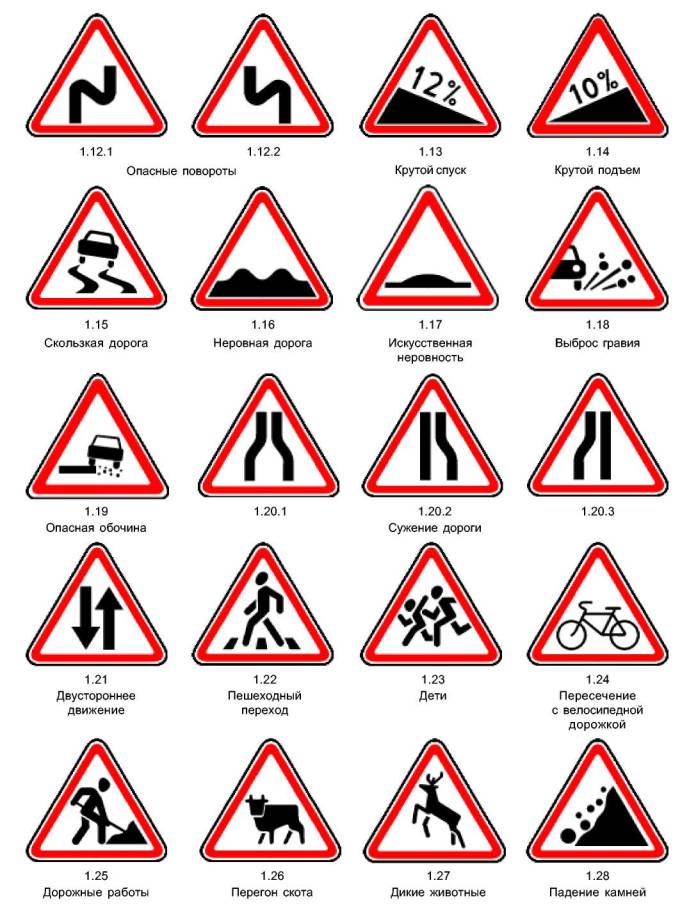 12%
10%
1.12.1 1.12.2 1.13 1.14
Опасные повороты Крутой спуск Крутой подъем
1.15 1.16 1.17 1.18
Скользкая дорога Неровная дорога Искусственная Выброс гравия
неровность
1.19 1.20.1 1.20.2 1.20.3
Опасная обочина Сужение дороги
1.21 1.22 1.23 1.24
Двустороннее Пешеходный Дети Пересечение
движение переход с велосипедной
дорожкой
1.25 1.26 1.27 1.28
Дорожные работы Перегон скота Дикие животные Падение камней